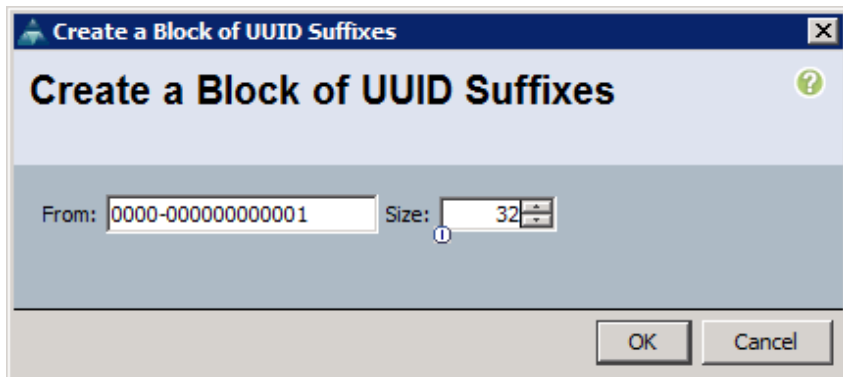 Create a Block of UUID Suffixes
Create a Block of UUID Suffixes
From: 0000-000000000001 Size: 32
OK Cancel